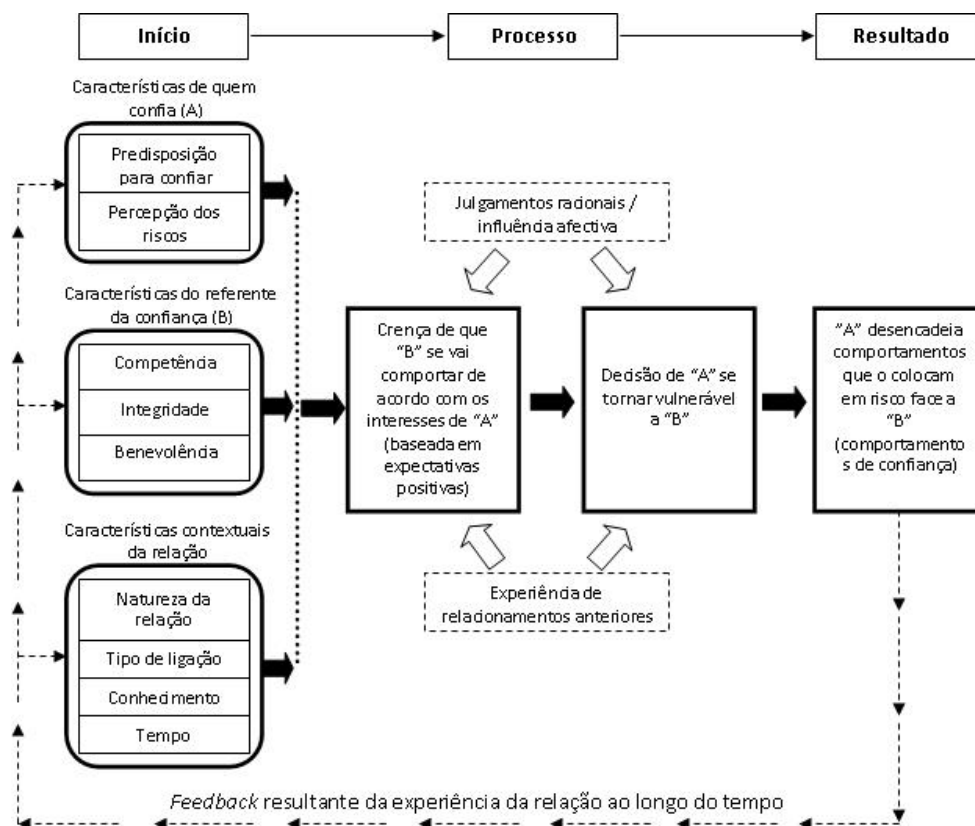 Início
Processo
Resultado
Características de quem
confia (A)
Predisposição
para confiar
Percepção dos
riscos
Características do referente
da confiança (B)
Competência
Integridade
Benevolência
Características contextuais
da relação
Natureza da
relação
Tipo de ligação
Conhecimento
Tempo
Julgamentos racionais /
influência afectiva
Crença de que
“B” se vai
comportar de
acordo com os
interesses de “A”
(baseada em
expectativas
positivas)
Decisão de “A” se
tornar vulnerável
a “B”
Experiência de
relacionamentos anteriores
”A” desencadeia
comportamentos
que o colocam
em risco face a
“B”
(comportamento
s de confiança)
Feedback resultante da experiência da relação ao longo do tempo